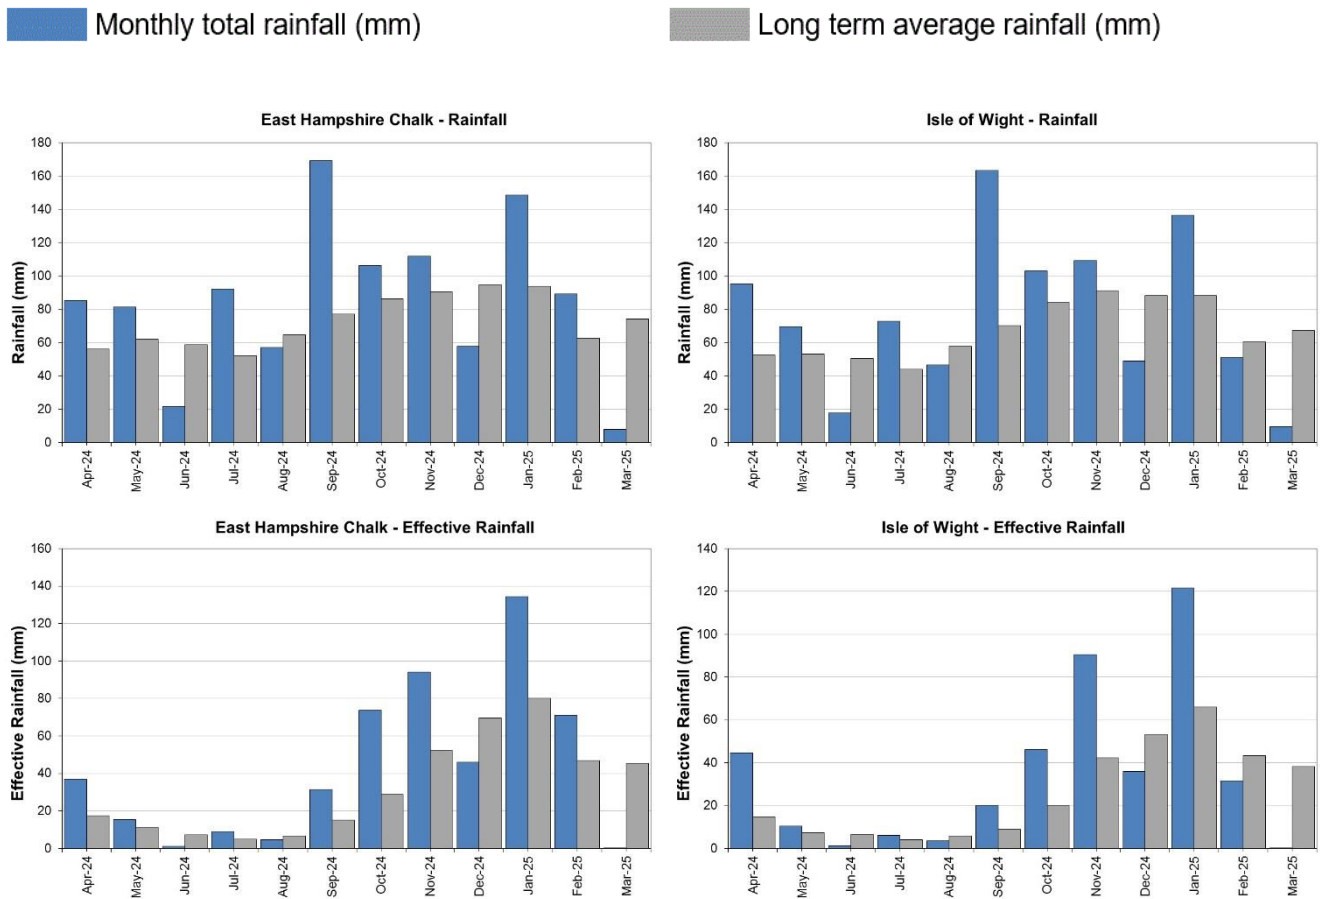 Monthly total rainfall (mm)
Long term average rainfall (mm)
East Hampshire Chalk - Rainfall
Rainfall (mm)
180
160
140
120
100
80
60
40
20
0
Apr-24
May-24
Jun-24
Jul-24
Aug-24
Sep-24
Oct-24
Nov-24
Dec-24
Jan-25
Feb-25
Mar-25
Isle of Wight - Rainfall
Rainfall (mm)
180
160
140
120
100
80
60
40
20
0
Apr-24
May-24
Jun-24
Jul-24
Aug-24
Sep-24
Oct-24
Nov-24
Dec-24
Jan-25
Feb-25
Mar-25
East Hampshire Chalk - Effective Rainfall
Effective Rainfall (mm)
160
140
120
100
80
60
40
20
0
Apr-24
May-24
Jun-24
Jul-24
Aug-24
Sep-24
Oct-24
Nov-24
Dec-24
Jan-25
Feb-25
Mar-25
Isle of Wight - Effective Rainfall
Effective Rainfall (mm)
140
120
100
80
60
40
20
0
Apr-24
May-24
Jun-24
Jul-24
Aug-24
Sep-24
Oct-24
Nov-24
Dec-24
Jan-25
Feb-25
Mar-25